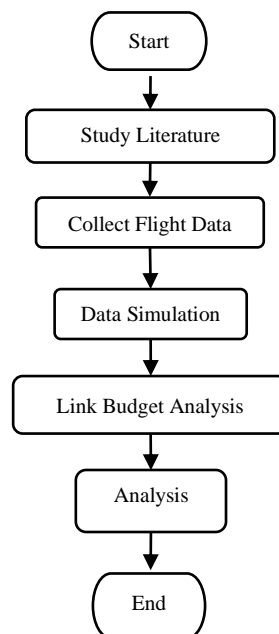 Start
Study Literature
Collect Flight Data
Data Simulation
Link Budget Analysis
Analysis
End